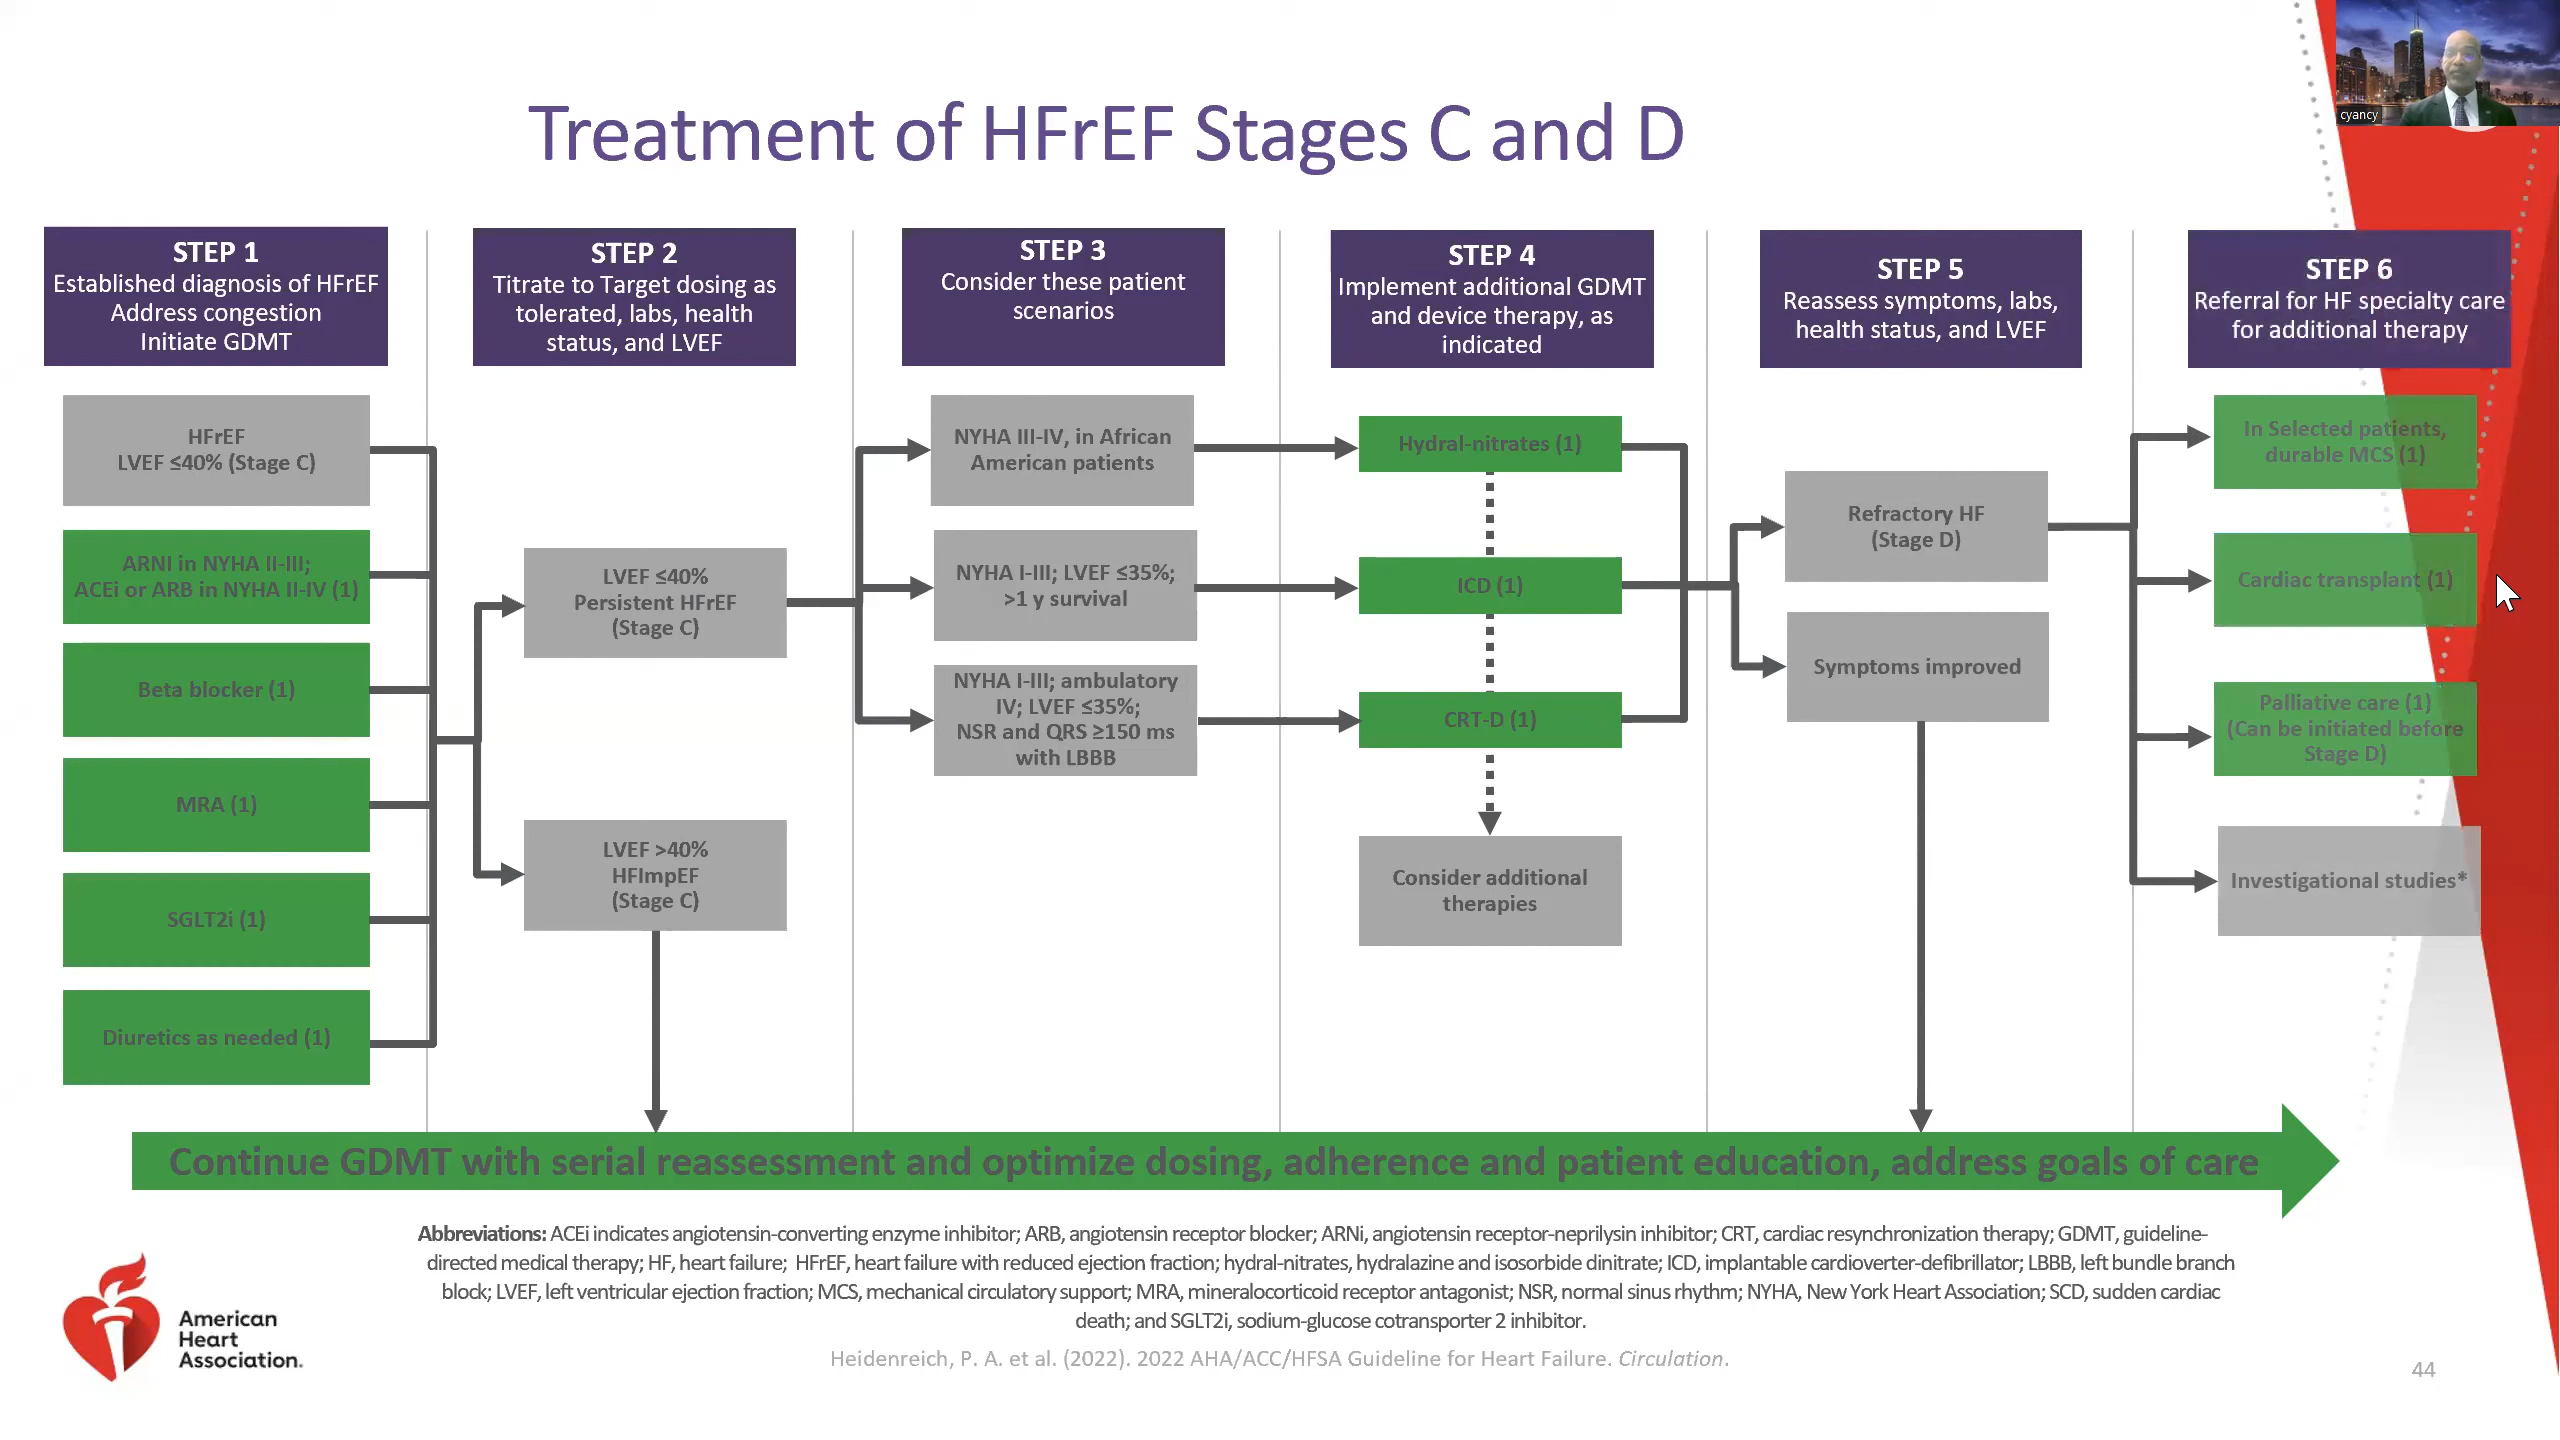 cyancy
Treatment of HFrEF Stages C and D
STEP 1
Established diagnosis of HFrEF
Address congestion
Initiate GDMT
STEP 2
Titrate to Target dosing as
tolerated, labs, health
status, and LVEF
STEP 3
Consider these patient
scenarios
STEP 4
Implement additional GDMT
and device therapy, as
indicated
STEP 5
Reassess symptoms, labs,
health status, and LVEF
STEP 6
Referral for HF specialty care
for additional therapy
HFrEF
LVEF ≤40% (Stage C)
ARNI in NYHA II-III;
ACEi or ARB in NYHA II-IV (1)
Beta blocker (1)
MRA (1)
SGLT2i (1)
Diuretics as needed (1)
LVEF ≤40%
Persistent HFrEF
(Stage C)
LVEF >40%
HFImpEF
(Stage C)
NYHA III-IV, in African
American patients
NYHA I-III; LVEF ≤35%;
>1 y survival
NYHA I-III; ambulatory
IV; LVEF ≤35%;
NSR and QRS ≥150 ms
with LBBB
Hydral-nitrates (1)
ICD (1)
CRT-D (1)
Consider additional
therapies
Refractory HF
(Stage D)
Symptoms improved
In Selected patients,
durable MCS (1)
Cardiac transplant (1)
Palliative care (1)
(Can be initiated before
Stage D)
Investigational studies*
Continue GDMT with serial reassessment and optimize dosing, adherence and patient education, address goals of care
Abbreviations: ACEi indicates angiotensin-converting enzyme inhibitor; ARB, angiotensin receptor blocker; ARNi, angiotensin receptor-neprilysin inhibitor; CRT, cardiac resynchronization therapy; GDMT, guideline-
directed medical therapy; HF, heart failure; HFrEF, heart failure with reduced ejection fraction; hydral-nitrates, hydralazine and isosorbide dinitrate; ICD, implantable cardioverter-defibrillator; LBBB, left bundle branch
block; LVEF, left ventricular ejection fraction; MCS, mechanical circulatory support; MRA, mineralocorticoid receptor antagonist; NSR, normal sinus rhythm; NYHA, New York Heart Association; SCD, sudden cardiac
death; and SGLT2i, sodium-glucose cotransporter 2 inhibitor.
American
Heart
Association.
Heidenreich, P. A. et al. (2022). 2022 AHA/ACC/HFSA Guideline for Heart Failure. Circulation.
44